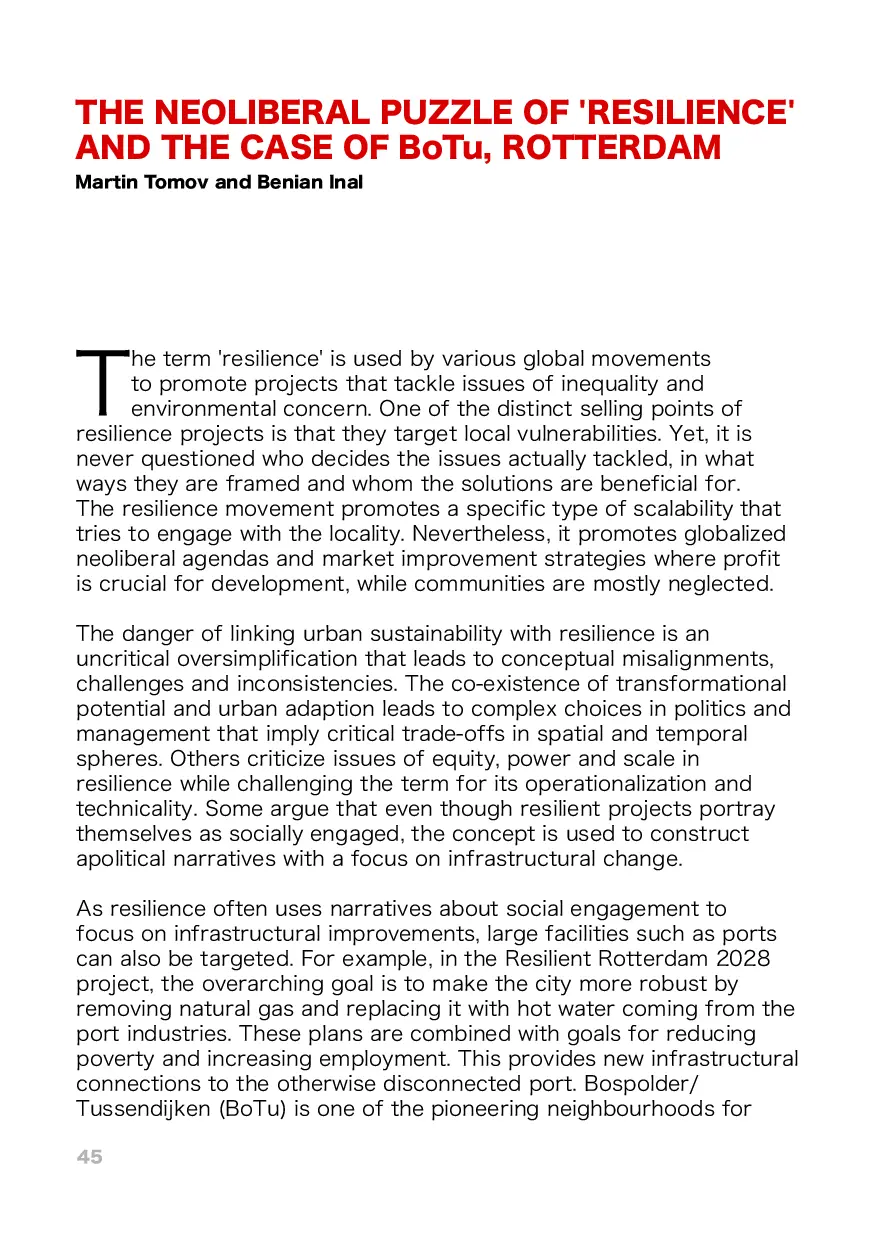 THE NEOLIBERAL PUZZLE OF 'RESILIENCE'
AND THE CASE OF BoTu, ROTTERDAM
Martin Tomov and Benian Inal
The term 'resilience' is used by various global movements
to promote projects that tackle issues of inequality and
environmental concern. One of the distinct selling points of
resilience projects is that they target local vulnerabilities. Yet, it is
never questioned who decides the issues actually tackled, in what
ways they are framed and whom the solutions are beneficial for.
The resilience movement promotes a specific type of scalability that
tries to engage with the locality. Nevertheless, it promotes globalized
neoliberal agendas and market improvement strategies where profit
is crucial for development, while communities are mostly neglected.
The danger of linking urban sustainability with resilience is an
uncritical oversimplification that leads to conceptual misalignments,
challenges and inconsistencies. The co-existence of transformational
potential and urban adaption leads to complex choices in politics and
management that imply critical trade-offs in spatial and temporal
spheres. Others criticize issues of equity, power and scale in
resilience while challenging the term for its operationalization and
technicality. Some argue that even though resilient projects portray
themselves as socially engaged, the concept is used to construct
apolitical narratives with a focus on infrastructural change.
As resilience often uses narratives about social engagement to
focus on infrastructural improvements, large facilities such as ports
can also be targeted. For example, in the Resilient Rotterdam 2028
project, the overarching goal is to make the city more robust by
removing natural gas and replacing it with hot water coming from the
port industries. These plans are combined with goals for reducing
poverty and increasing employment. This provides new infrastructural
connections to the otherwise disconnected port. Bospolder/
Tussendijken (BoTu) is one of the pioneering neighbourhoods for
45